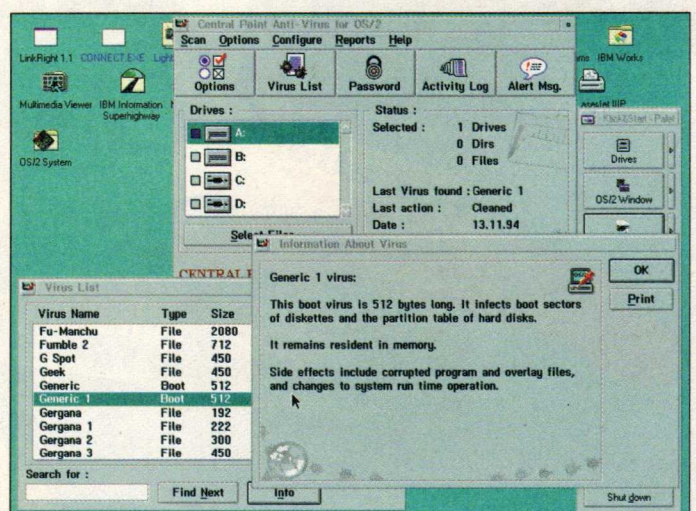 Central Point Anti-Virus for OS/2
Scan Options Configure Reports Help
LinkRight 1.1 CONNECT.EXE Ligh
ms IBM Works
Options Virus List Password Activity Log Alert Msg.
Multimedia Viewer IBM Information
Superhighway
OS/2 System
Drives :
A:
B:
C:
D:
Status :
Selected : 1 Drives
0 Dirs
0 Files
Last Virus found : Generic 1
Last action : Cleaned
Date : 13.11.94
Select Files
Drives
OS/2 Window
CENTRAL
Information About Virus
Generic 1 virus:
This boot virus is 512 bytes long. It infects boot sectors
of diskettes and the partition table of hard disks.
It remains resident in memory.
Side effects include corrupted program and overlay files,
and changes to system run time operation.
OK
Print
Virus List
Virus Name Type Size
Fu-Manchu File 2080
Fumble 2 File 712
G Spot File 450
Geek File 450
Generic Boot 512
Generic 1 Boot 512
Gergana File 192
Gergana 1 File 222
Gergana 2 File 300
Gergana 3 File 450
Search for :
Find Next Info
Shut down